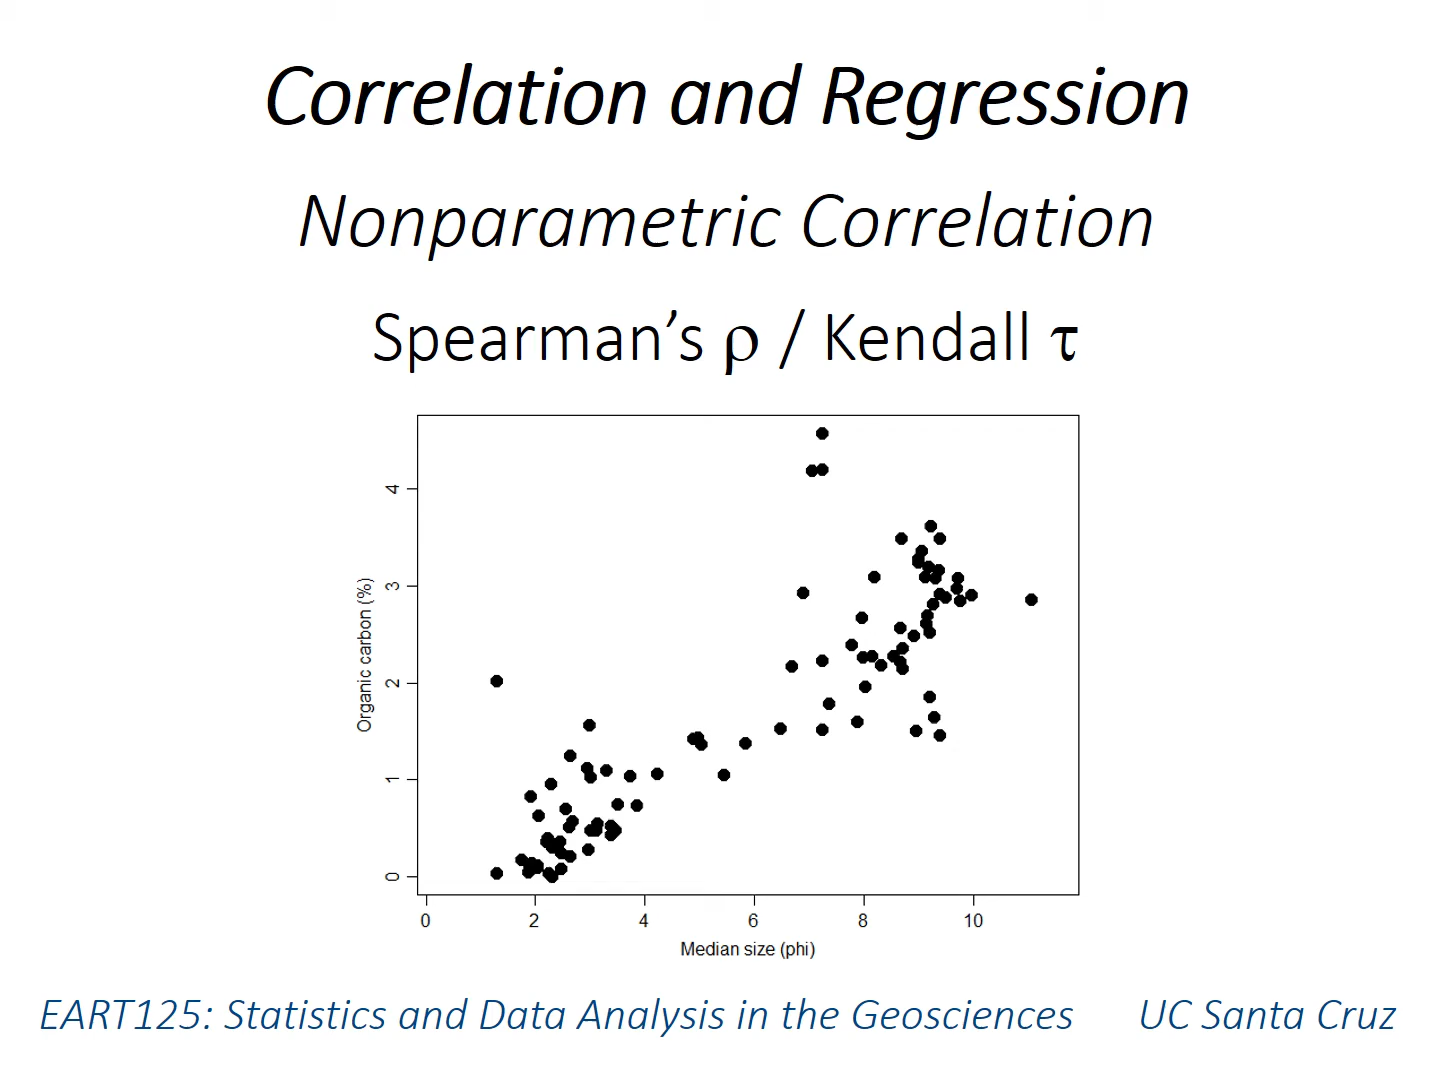 Correlation and Regression
Nonparametric Correlation
Spearman’s ρ / Kendall τ
4
3
2
1
0
Organic carbon (%)
0 2 4 6 8 10
Median size (phi)
EART125: Statistics and Data Analysis in the Geosciences UC Santa Cruz